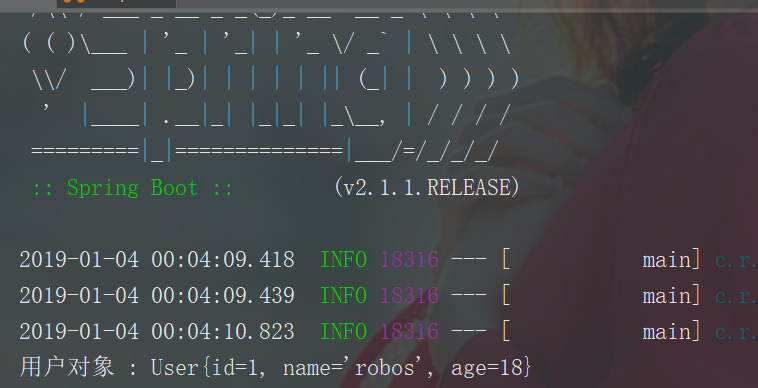 ( ( )\___ | '_ | '_| | '_ \/ _` | \ \ \ \
 \\/  ___)| |_)| | | | | || (_| |  ) ) ) )
  '  |____| .__|_| |_|_| |_\__, | / / / /
 =========|_|==============|___/=/_/_/_/
 :: Spring Boot ::        (v2.1.1.RELEASE)
2019-01-04 00:04:09.418  INFO 18316 --- [           main] c.r.
2019-01-04 00:04:09.439  INFO 18316 --- [           main] c.r.
2019-01-04 00:04:10.823  INFO 18316 --- [           main] c.r.
用户对象 : User{id=1, name='robos', age=18}